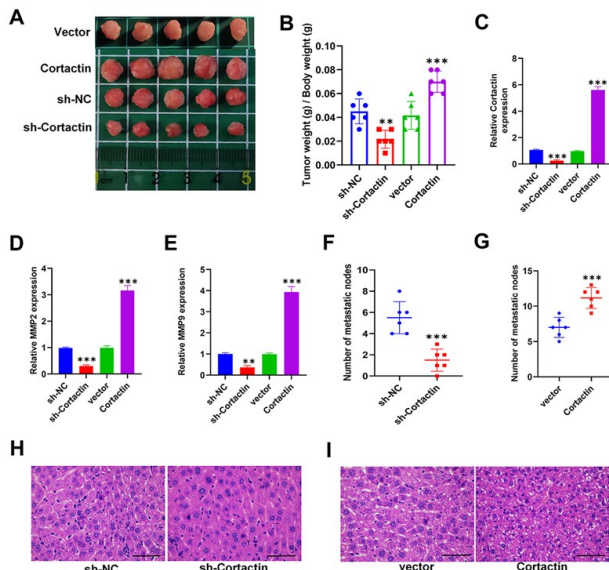 A
Vector
Cortactin
sh-NC
sh-Cortactin
1cm 2 3 4 5
B
Tumor weight (g) / Body weight (g)
0.10
0.08
0.06
0.04
0.02
0.00
**
***
sh-NC
sh-Cortactin
vector
Cortactin
C
Relative Cortactin
expression
8
6
4
2
0
***
***
sh-NC
sh-Cortactin
vector
Cortactin
D
Relative MMP2 expression
4
3
2
1
0
***
***
sh-NC
sh-Cortactin
vector
Cortactin
E
Relative MMP9 expression
5
4
3
2
1
0
**
***
sh-NC
sh-Cortactin
vector
Cortactin
F
Number of metastatic nodes
10
8
6
4
2
0
***
sh-NC
sh-Cortactin
G
Number of metastatic nodes
15
10
5
0
***
vector
Cortactin
H
sh-NC
sh-Cortactin
I
vector
Cortactin